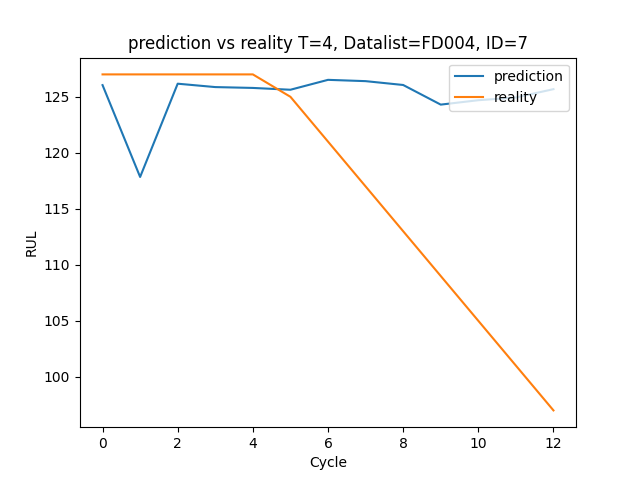 prediction vs reality T=4, Datalist=FD004, ID=7
prediction
reality
125
120
115
110
105
100
RUL
0 2 4 6 8 10 12
Cycle